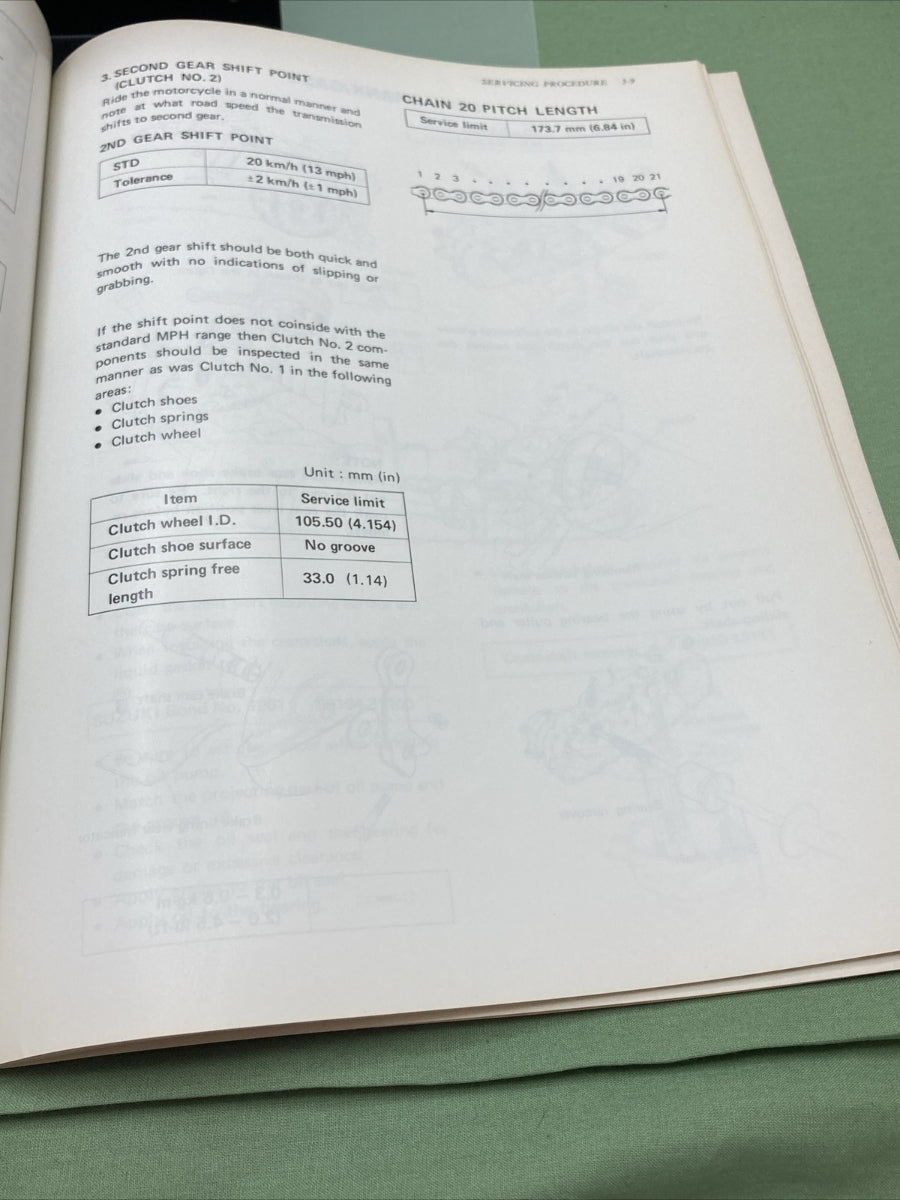 SERVICING PROCEDURE 3-9
3. SECOND GEAR SHIFT POINT
(CLUTCH NO. 2)
Ride the motorcycle in a normal manner and
note at what road speed the transmission
shifts to second gear.
2ND GEAR SHIFT POINT
STD 20 km/h (13 mph)
Tolerance ±2 km/h (±1 mph)
The 2nd gear shift should be both quick and
smooth with no indications of slipping or
grabbing.
If the shift point does not coinside with the
standard MPH range then Clutch No. 2 com-
ponents should be inspected in the same
manner as was Clutch No. 1 in the following
areas:
• Clutch shoes
• Clutch springs
• Clutch wheel
Unit : mm (in)
Item Service limit
Clutch wheel I.D. 105.50 (4.154)
Clutch shoe surface No groove
Clutch spring free
length 33.0 (1.14)
CHAIN 20 PITCH LENGTH
Service limit 173.7 mm (6.84 in)
1 2 3 . . . . . . . . . 19 20 21